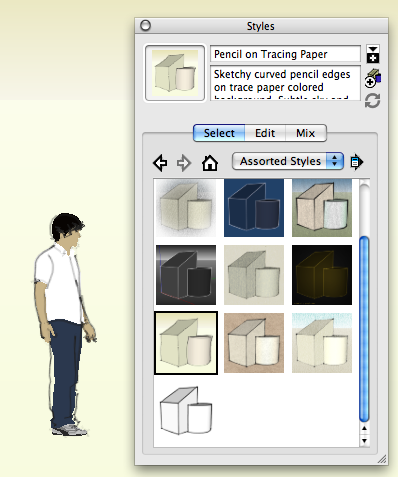 Styles
Pencil on Tracing Paper
Sketchy curved pencil edges
on trace paper colored
background. Subtle sky and
Select Edit Mix
Assorted Styles